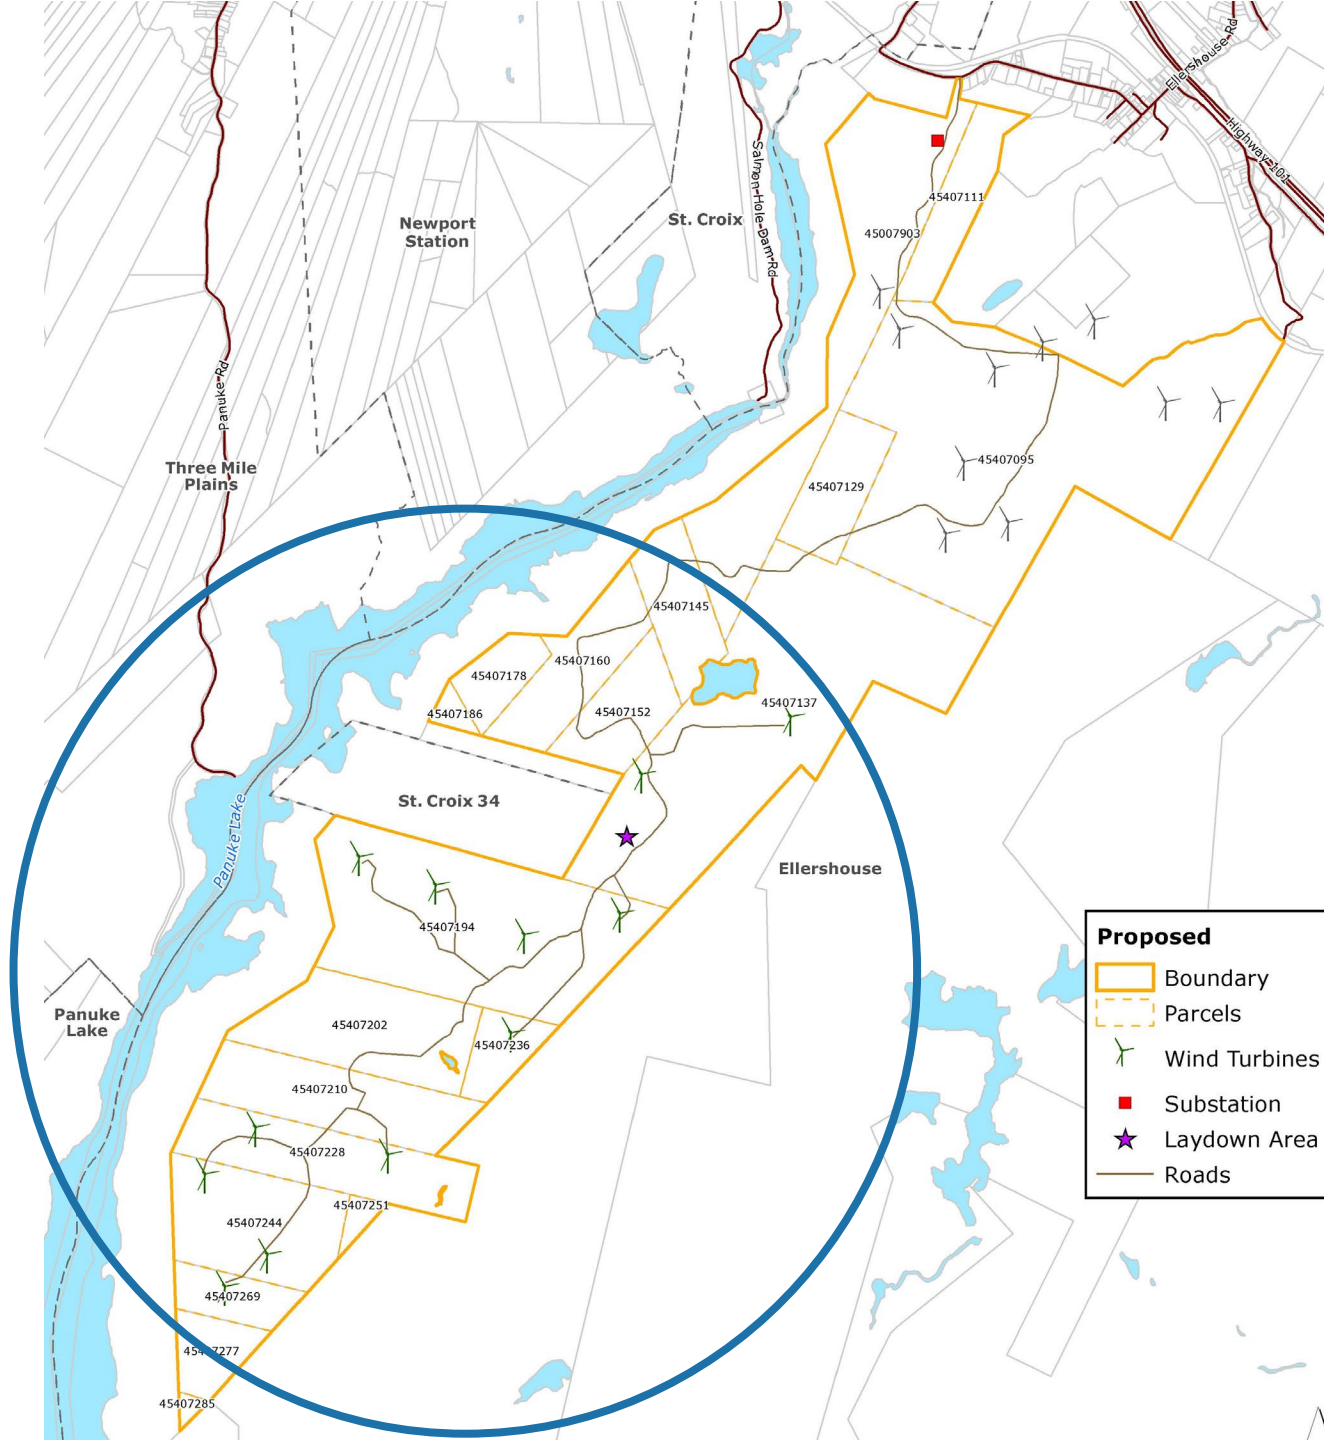 Ellershouse Rd
Highway 101
Salmon Hole Dam Rd
45407111
Newport
Station
St. Croix
45007903
Panuke Rd
Three Mile
Plains
45407095
45407129
45407145
45407160
45407178
45407137
45407186
45407152
St. Croix 34
Panuke Lake
Ellershouse
45407194
Panuke
Lake
45407202
45407236
45407210
45407228
45407251
45407244
45407269
45407277
45407285
Proposed
Boundary
Parcels
Wind Turbines
Substation
Laydown Area
Roads